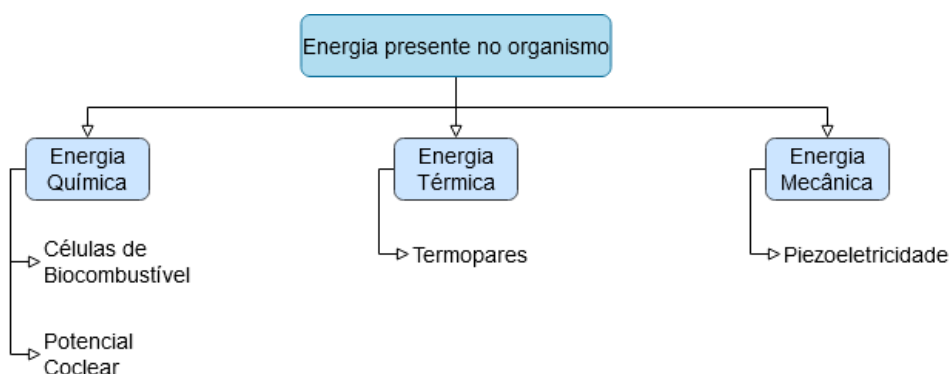 Energia presente no organismo
Energia
Química
Energia
Térmica
Energia
Mecânica
Células de
Biocombustível
Termopares
Piezoeletricidade
Potencial
Coclear